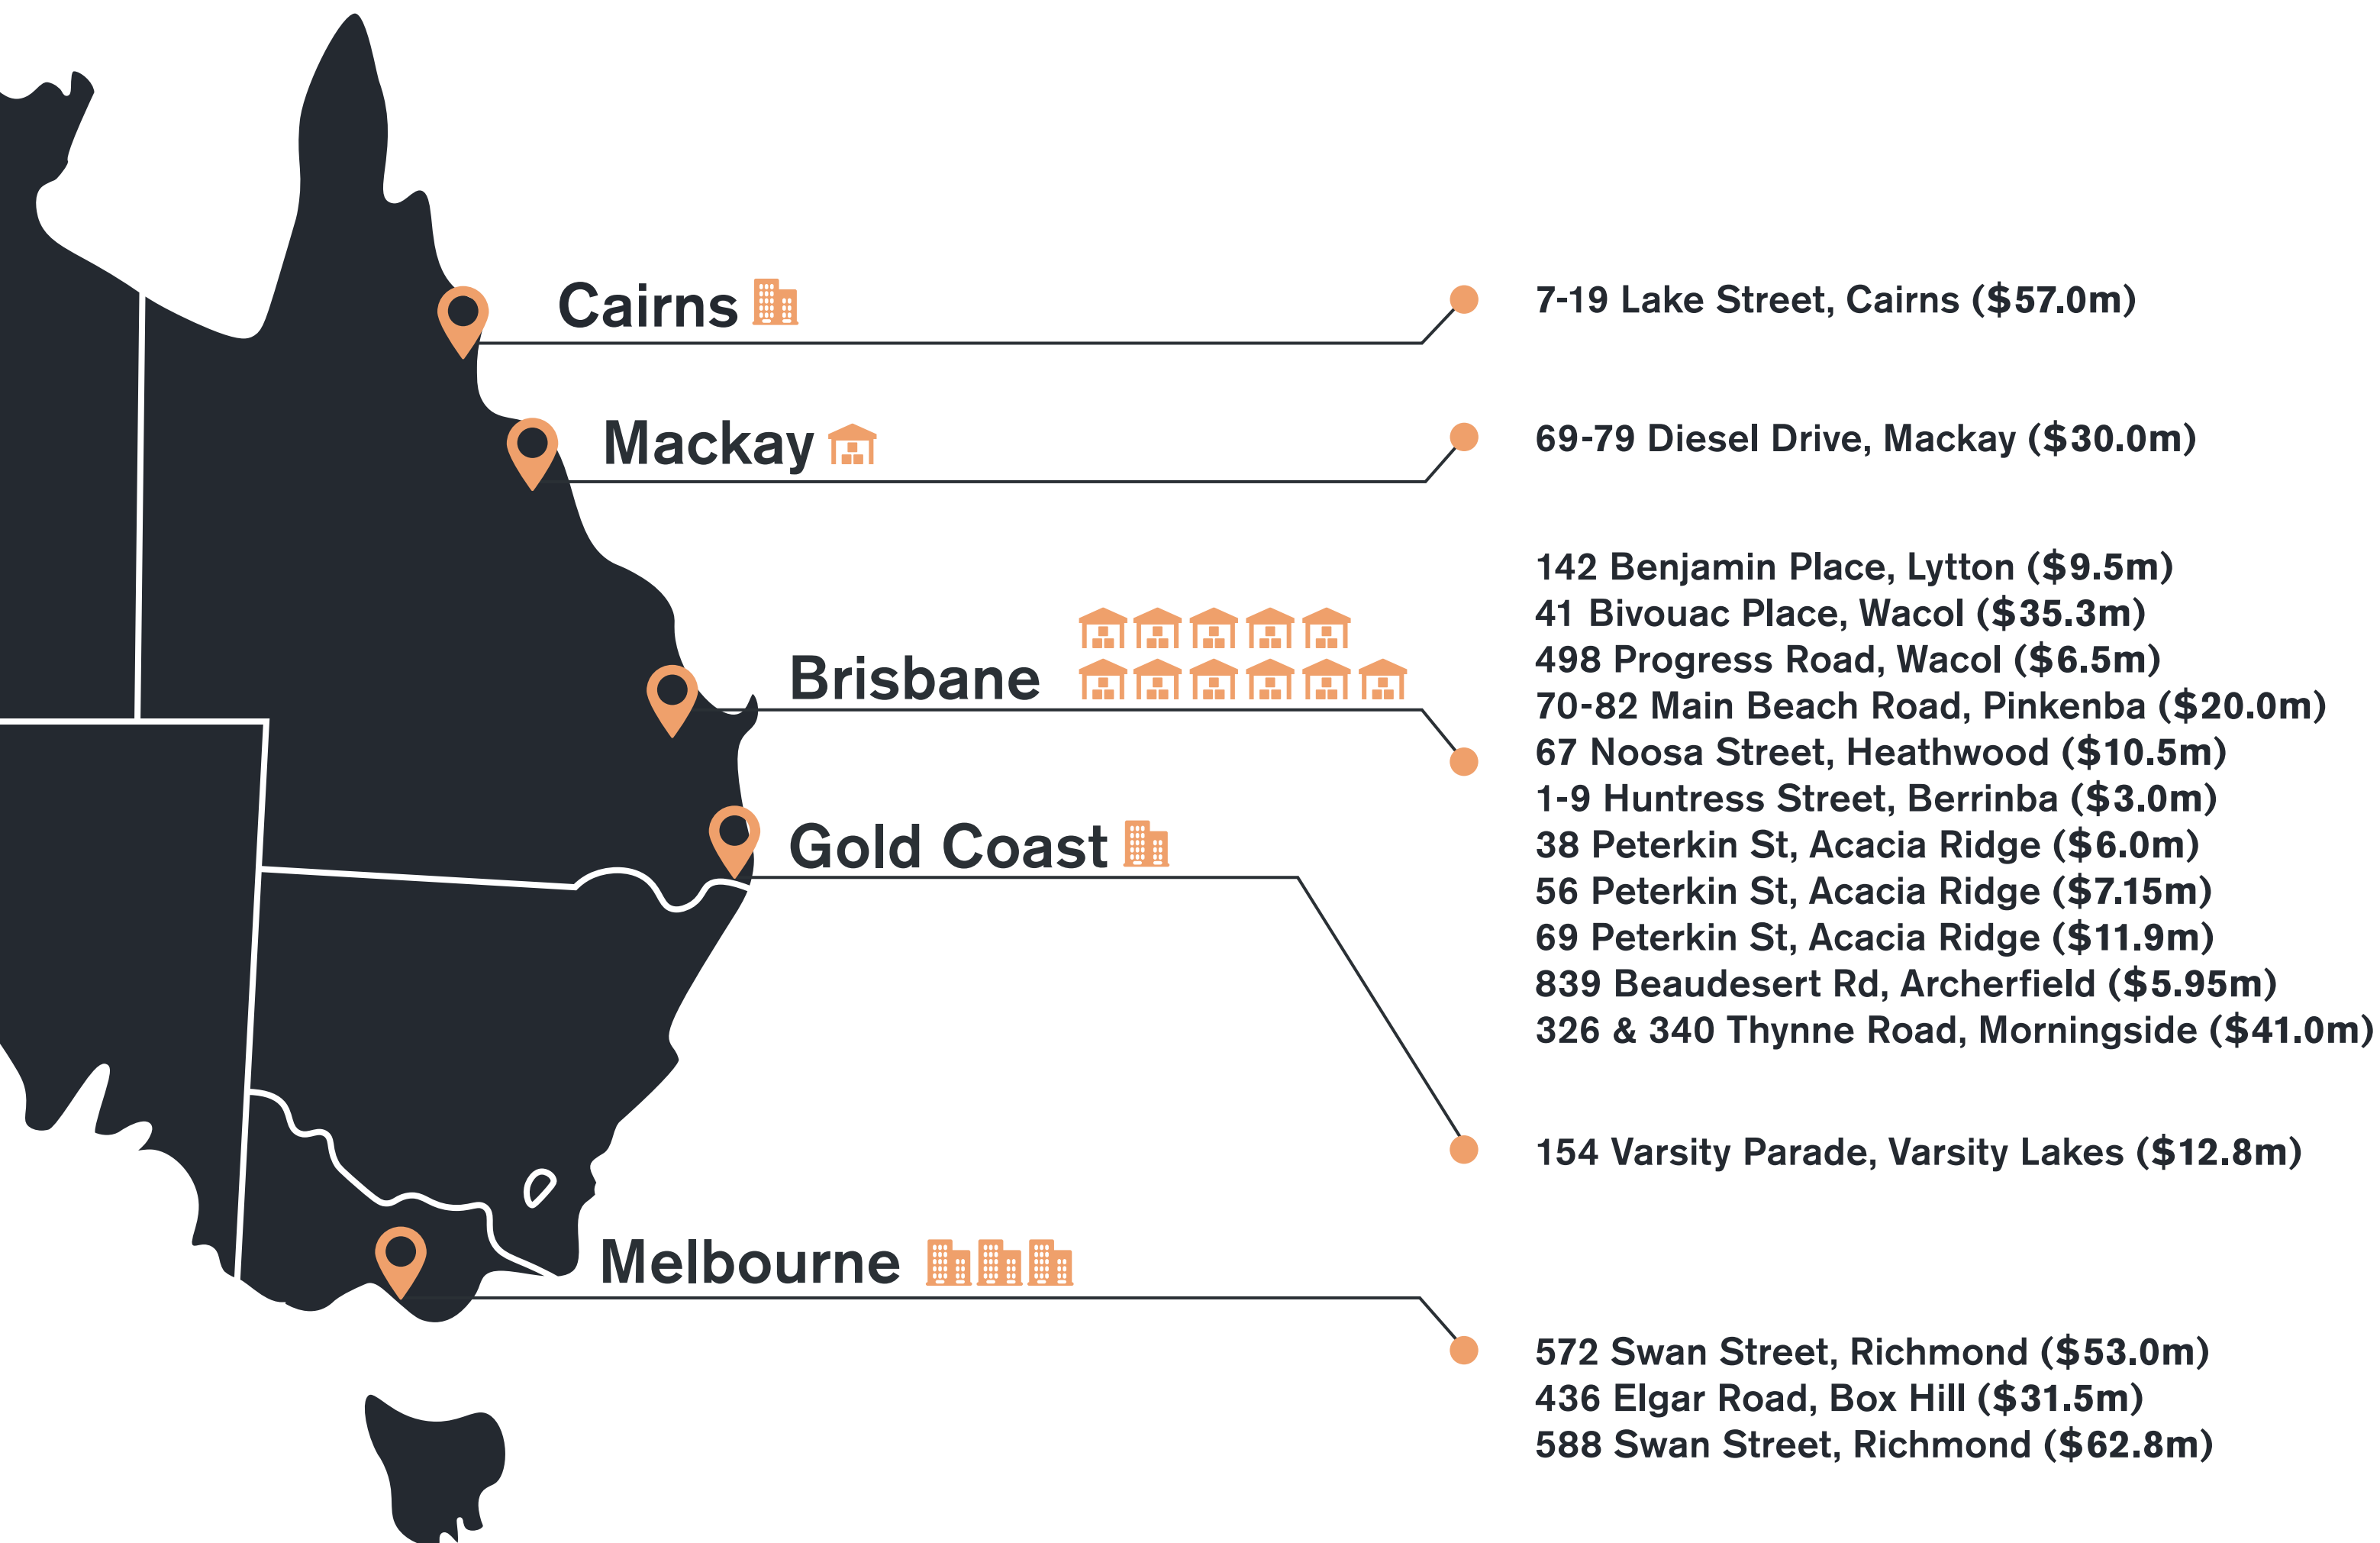 Cairns
7-19 Lake Street, Cairns ($57.0m)
Mackay
69-79 Diesel Drive, Mackay ($30.0m)
Brisbane
142 Benjamin Place, Lytton ($9.5m)
41 Bivouac Place, Wacol ($35.3m)
498 Progress Road, Wacol ($6.5m)
70-82 Main Beach Road, Pinkenba ($20.0m)
67 Noosa Street, Heathwood ($10.5m)
1-9 Huntress Street, Berrinba ($3.0m)
38 Peterkin St, Acacia Ridge ($6.0m)
56 Peterkin St, Acacia Ridge ($7.15m)
69 Peterkin St, Acacia Ridge ($11.9m)
839 Beaudesert Rd, Archerfield ($5.95m)
326 & 340 Thynne Road, Morningside ($41.0m)
Gold Coast
154 Varsity Parade, Varsity Lakes ($12.8m)
Melbourne
572 Swan Street, Richmond ($53.0m)
436 Elgar Road, Box Hill ($31.5m)
588 Swan Street, Richmond ($62.8m)